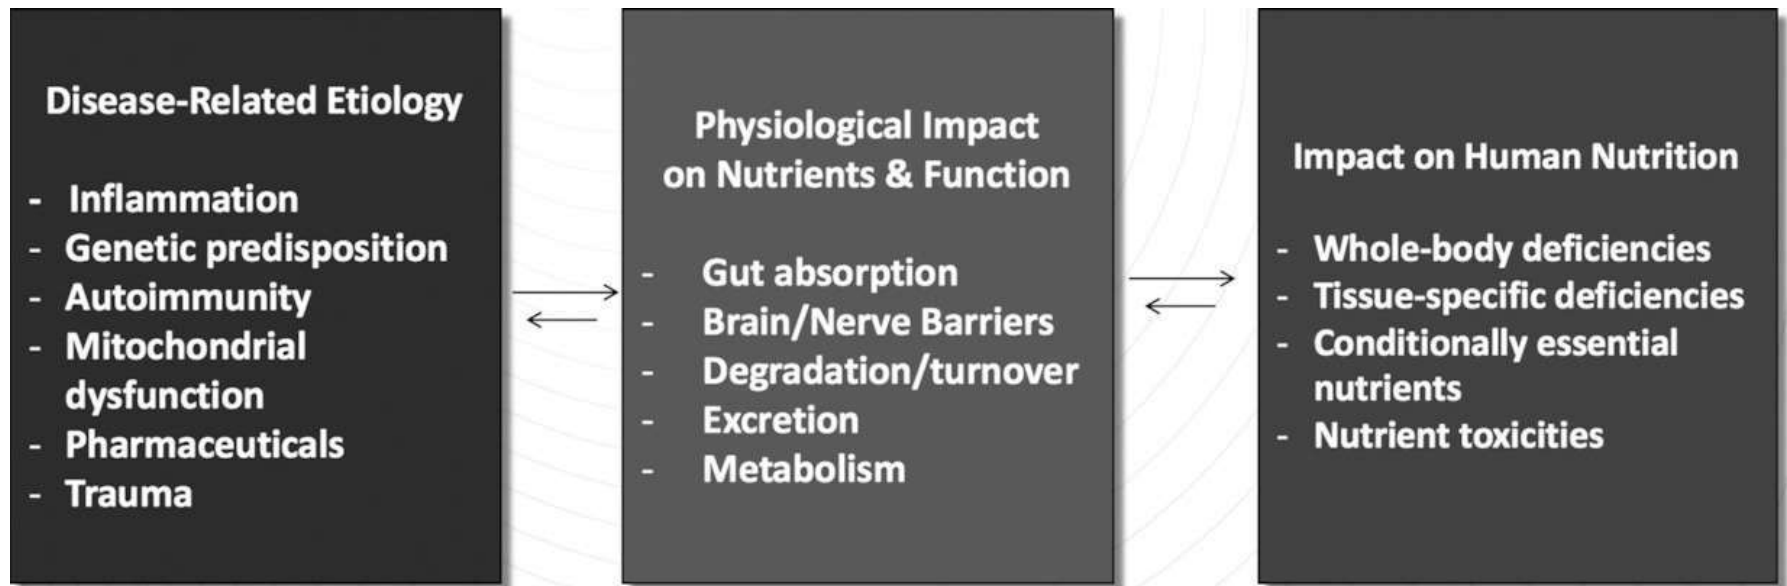 Disease-Related Etiology
- Inflammation
- Genetic predisposition
- Autoimmunity
- Mitochondrial
dysfunction
- Pharmaceuticals
- Trauma
Physiological Impact
on Nutrients & Function
- Gut absorption
- Brain/Nerve Barriers
- Degradation/turnover
- Excretion
- Metabolism
Impact on Human Nutrition
- Whole-body deficiencies
- Tissue-specific deficiencies
- Conditionally essential
nutrients
- Nutrient toxicities